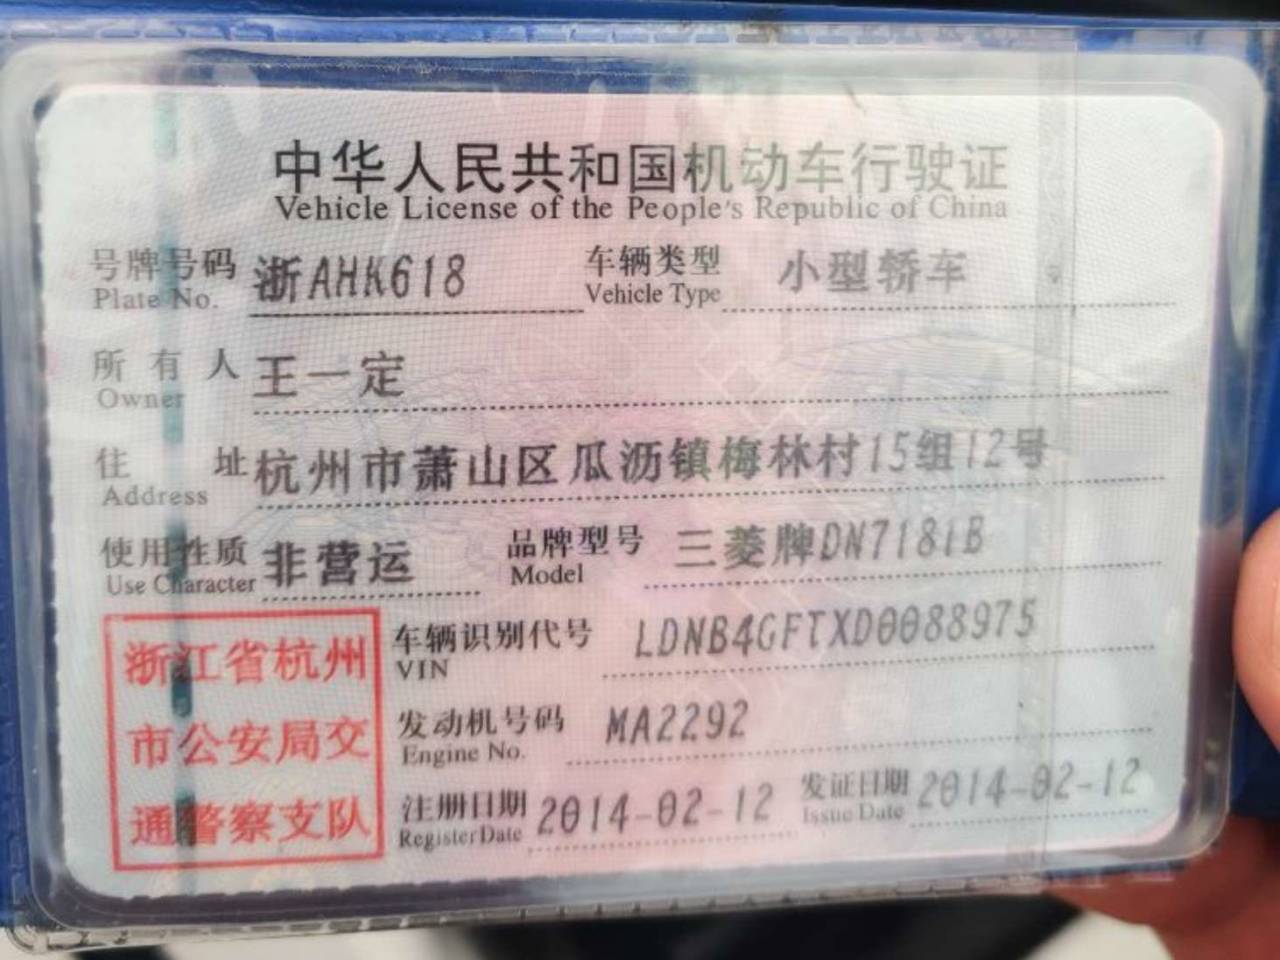 中华人民共和国机动车行驶证
Vehicle License of the People's Republic of China
号牌号码 浙AHK618 车辆类型 小型轿车
Plate No. Vehicle Type
所有人 王一定
Owner
住址 杭州市萧山区瓜沥镇梅林村15组12号
Address
使用性质 非营运 品牌型号 三菱牌DN7181B
Use Character Model
浙江省杭州
市公安局交
通警察支队
车辆识别代号 LDNB4GFTXD0088975
VIN
发动机号码 MA2292
Engine No.
注册日期 2014-02-12 发证日期 2014-02-12
Register Date Issue Date